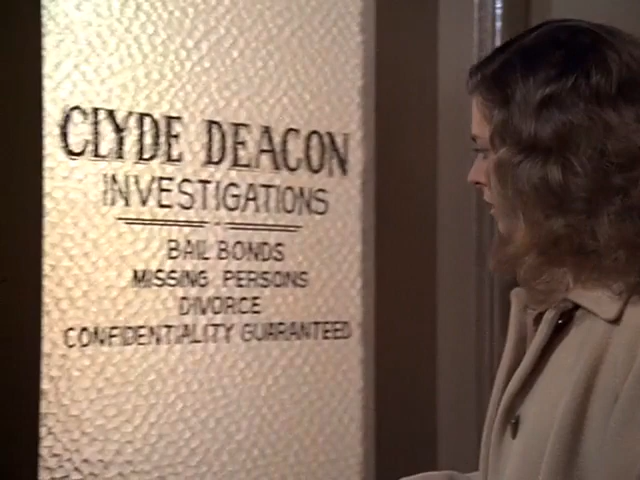 CLYDE DEACON
INVESTIGATIONS
BAIL BONDS
MISSING PERSONS
DIVORCE
CONFIDENTIALITY GUARANTEED